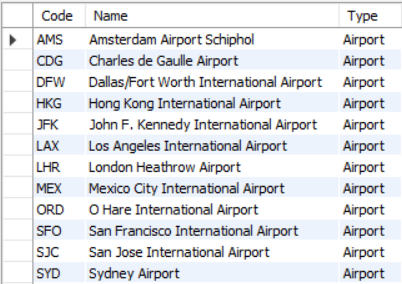 Code Name Type
AMS Amsterdam Airport Schiphol Airport
CDG Charles de Gaulle Airport Airport
DFW Dallas/Fort Worth International Airport Airport
HKG Hong Kong International Airport Airport
JFK John F. Kennedy International Airport Airport
LAX Los Angeles International Airport Airport
LHR London Heathrow Airport Airport
MEX Mexico City International Airport Airport
ORD O Hare International Airport Airport
SFO San Francisco International Airport Airport
SJC San Jose International Airport Airport
SYD Sydney Airport Airport